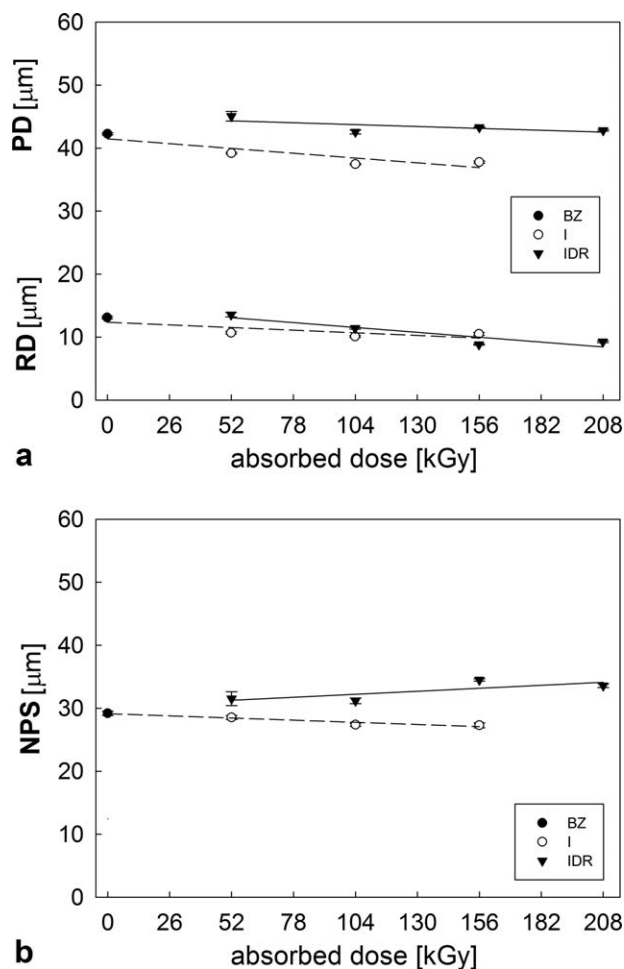 60
50
PD [µm]
40
30
BZ
I
IDR
20
RD [µm]
10
0
0 26 52 78 104 130 156 182 208
a
absorbed dose [kGy]
60
50
40
NPS [µm]
30
20
BZ
I
IDR
10
0
0 26 52 78 104 130 156 182 208
b
absorbed dose [kGy]